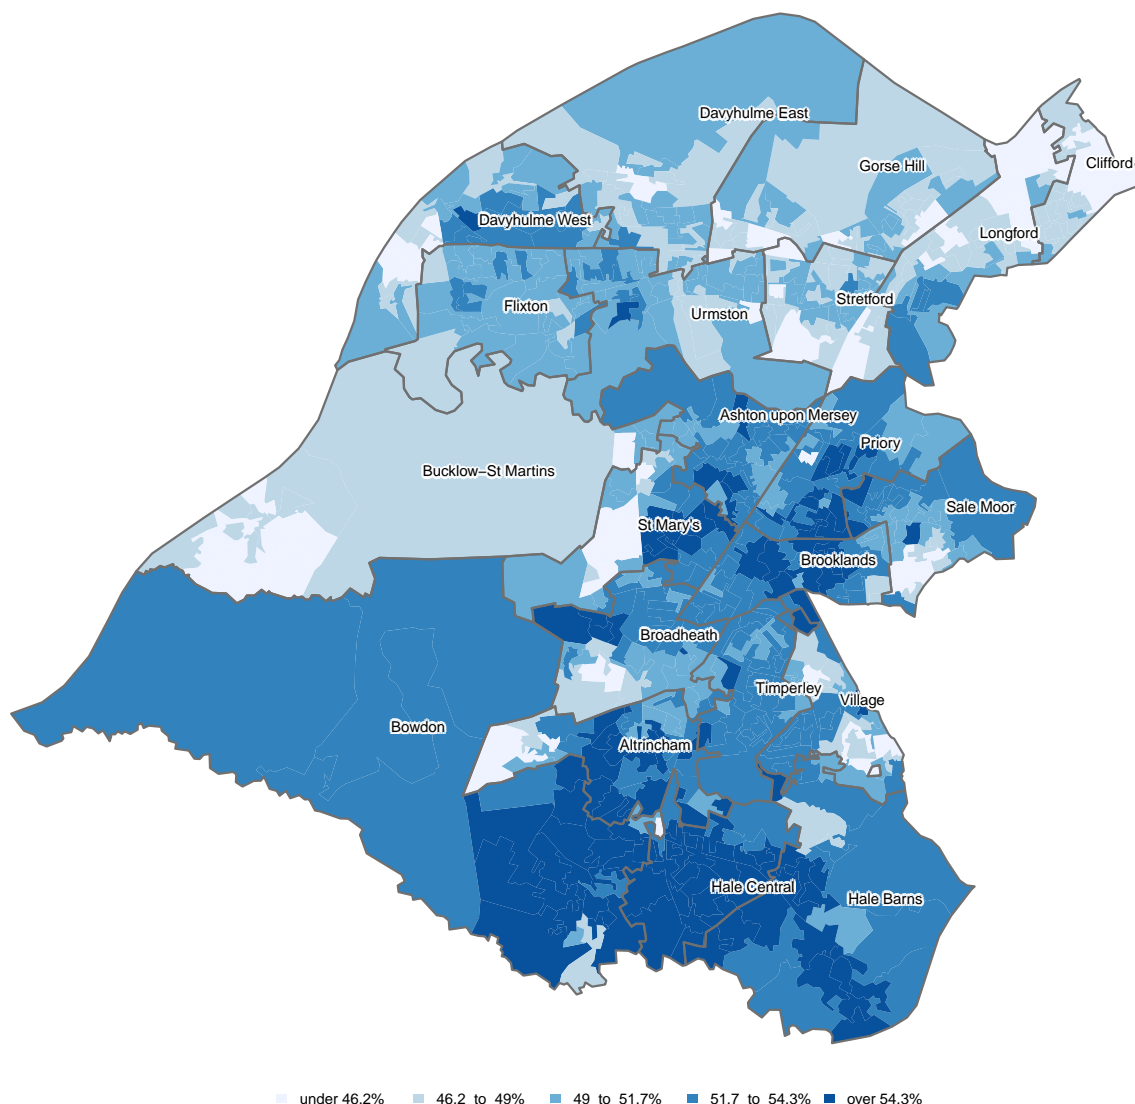 Davyhulme East
Clifford
Gorse Hill
Davyhulme West
Longford
Stretford
Flixton
Urmston
Ashton upon Mersey
Priory
Bucklow–St Martins
Sale Moor
St Mary's
Brooklands
Broadheath
Timperley
Village
Bowdon
Altrincham
Hale Central
Hale Barns
under 46.2% 46.2 to 49% 49 to 51.7% 51.7 to 54.3% over 54.3%